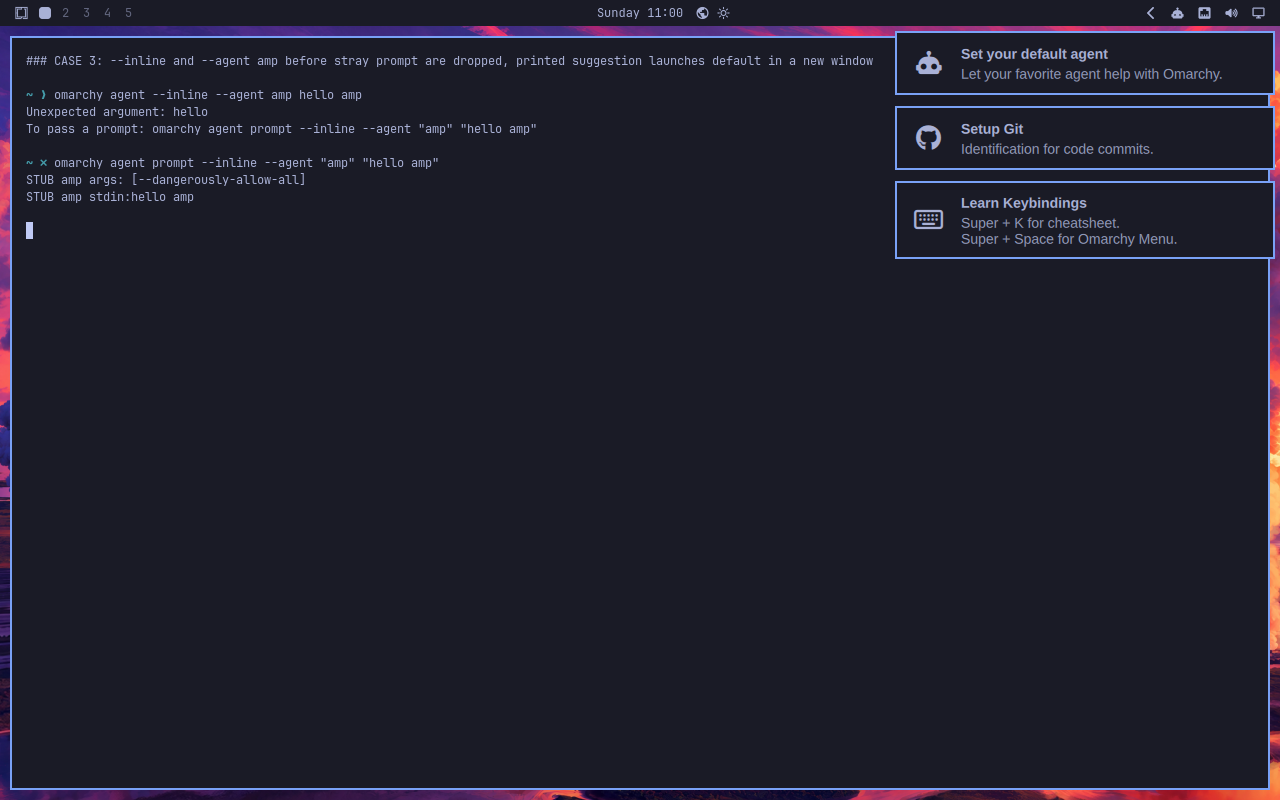 2 3 4 5
Sunday 11:00
### CASE 3: --inline and --agent amp before stray prompt are dropped, printed suggestion launches default in a new window
~ ❯ omarchy agent --inline --agent amp hello amp
Unexpected argument: hello
To pass a prompt: omarchy agent prompt --inline --agent "amp" "hello amp"
~ × omarchy agent prompt --inline --agent "amp" "hello amp"
STUB amp args: [--dangerously-allow-all]
STUB amp stdin:hello amp
Set your default agent
Let your favorite agent help with Omarchy.
Setup Git
Identification for code commits.
Learn Keybindings
Super + K for cheatsheet.
Super + Space for Omarchy Menu.